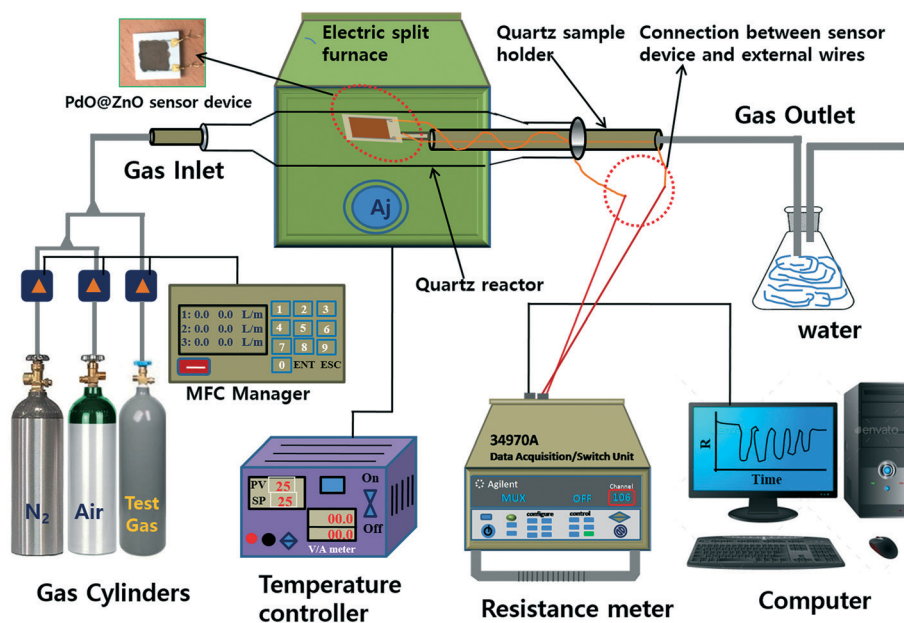 Electric split
furnace
Quartz sample
holder
Connection between sensor
device and external wires
PdO@ZnO sensor device
Gas Outlet
Gas Inlet
Aj
Quartz reactor
water
1: 0.0 0.0 L/m
2: 0.0 0.0 L/m
3: 0.0 0.0 L/m
1 2 3
4 5 6
7 8 9
0 ENT ESC
MFC Manager
N2
Air
Test
Gas
Gas Cylinders
PV 25
SP 25
On
Off
00.0
00.0
V/A meter
Temperature
controller
34970A
Data Acquisition/Switch Unit
Agilent
MUX OFF
Channel
106
configure control
Resistance meter
R
Time
envato
Computer